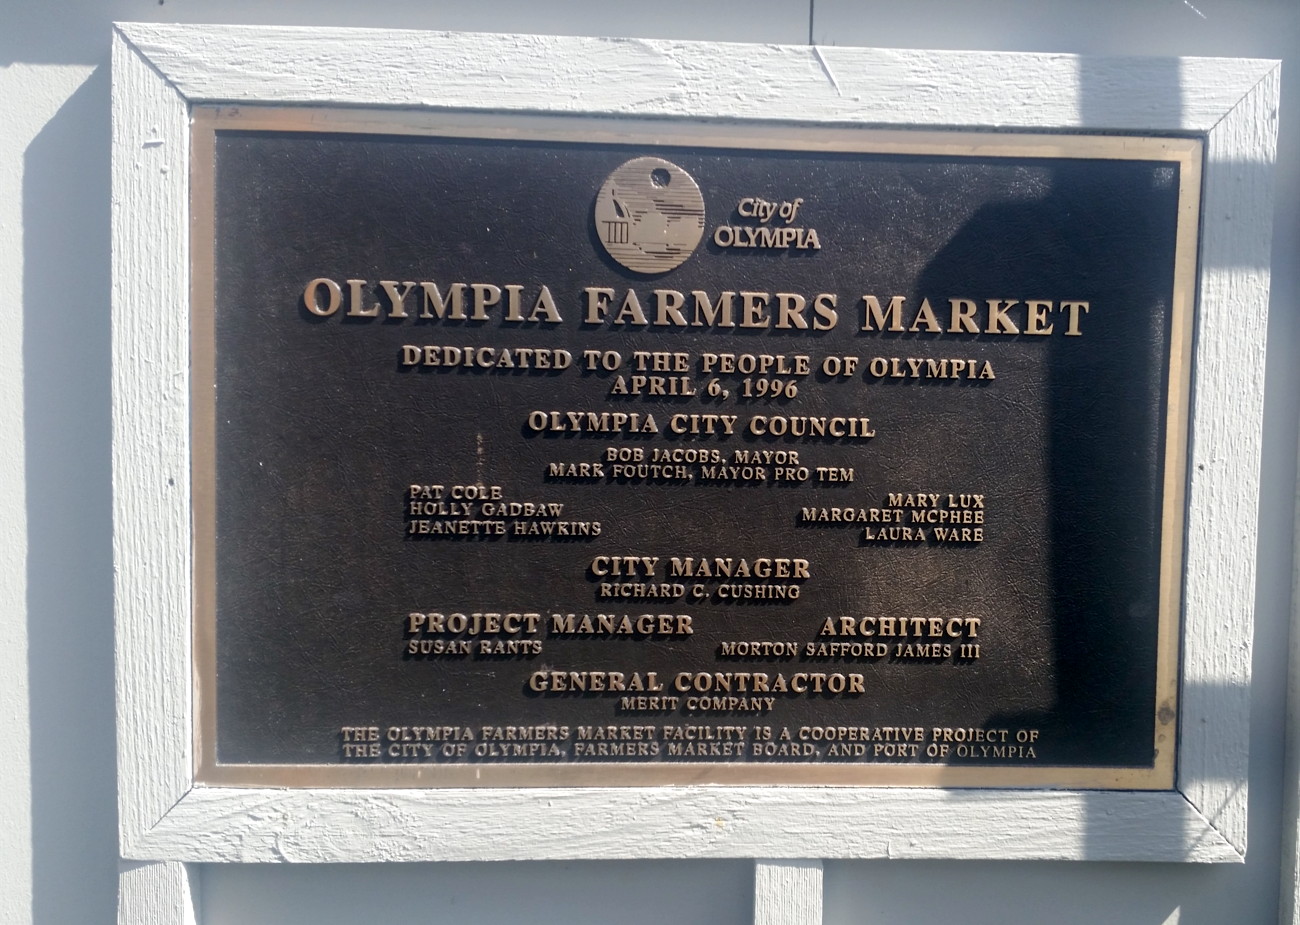 City of
OLYMPIA
OLYMPIA FARMERS MARKET
DEDICATED TO THE PEOPLE OF OLYMPIA
APRIL 6, 1996
OLYMPIA CITY COUNCIL
BOB JACOBS, MAYOR
MARK FOUTCH, MAYOR PRO TEM
PAT COLE
HOLLY GADBAW
JEANETTE HAWKINS
MARY LUX
MARGARET MCPHEE
LAURA WARE
CITY MANAGER
RICHARD C. CUSHING
PROJECT MANAGER
SUSAN RANTS
ARCHITECT
MORTON SAFFORD JAMES III
GENERAL CONTRACTOR
MERIT COMPANY
THE OLYMPIA FARMERS MARKET FACILITY IS A COOPERATIVE PROJECT OF
THE CITY OF OLYMPIA, FARMERS MARKET BOARD, AND PORT OF OLYMPIA